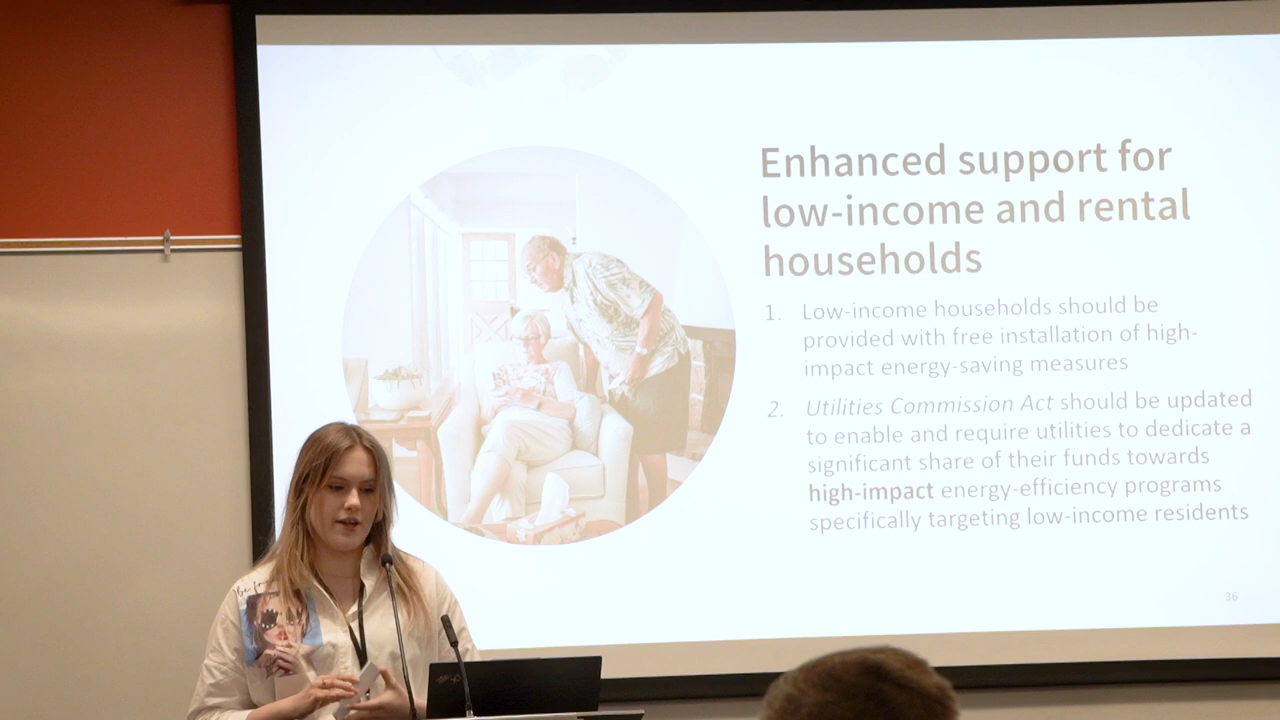 Enhanced support for
low-income and rental
households
1. Low-income households should be
provided with free installation of high-
impact energy-saving measures
2. Utilities Commission Act should be updated
to enable and require utilities to dedicate a
significant share of their funds towards
high-impact energy-efficiency programs
specifically targeting low-income residents
36
be